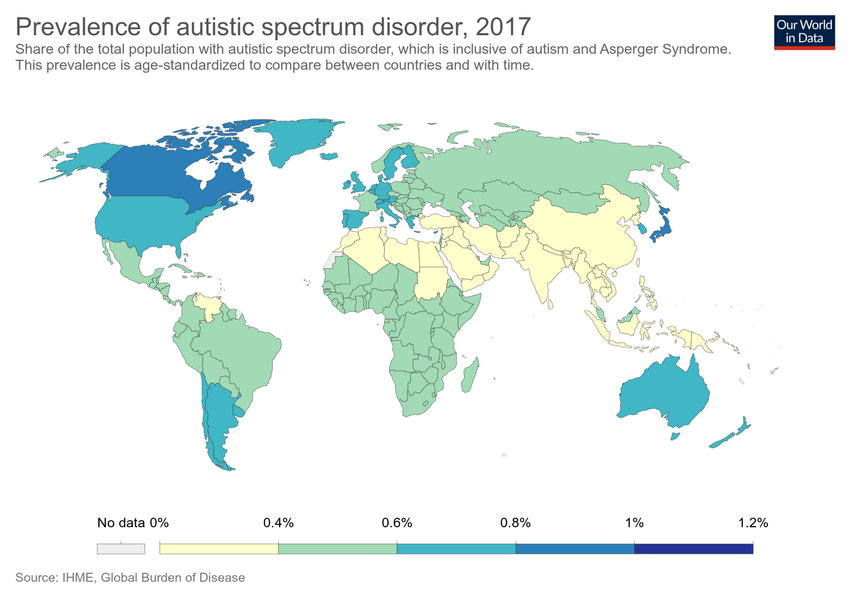 Prevalence of autistic spectrum disorder, 2017
Our World
in Data
Share of the total population with autistic spectrum disorder, which is inclusive of autism and Asperger Syndrome.
This prevalence is age-standardized to compare between countries and with time.
No data 0% 0.4% 0.6% 0.8% 1% 1.2%
Source: IHME, Global Burden of Disease